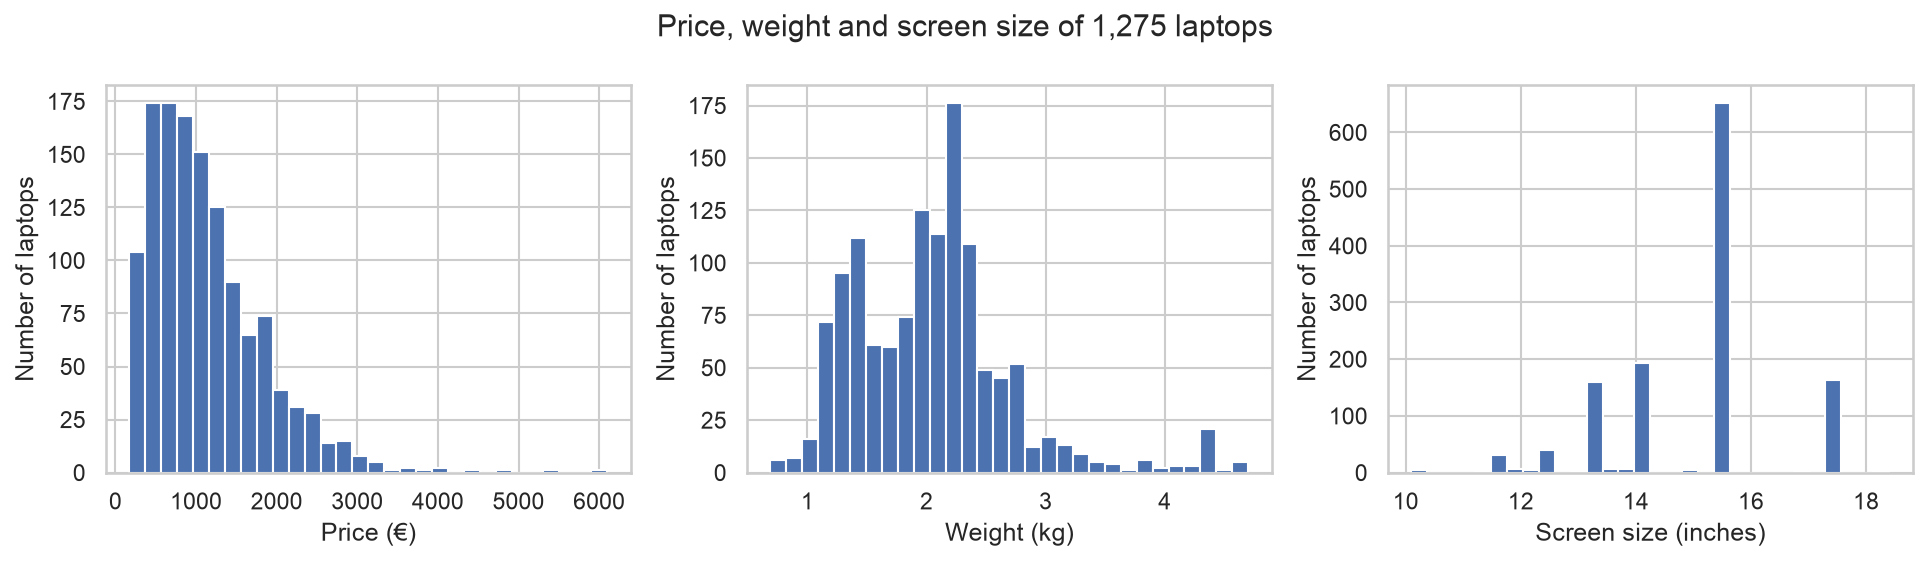 Price, weight and screen size of 1,275 laptops
Number of laptops
175
150
125
100
75
50
25
0
0 1000 2000 3000 4000 5000 6000
Price (€)
Number of laptops
175
150
125
100
75
50
25
0
1 2 3 4
Weight (kg)
Number of laptops
600
500
400
300
200
100
0
10 12 14 16 18
Screen size (inches)